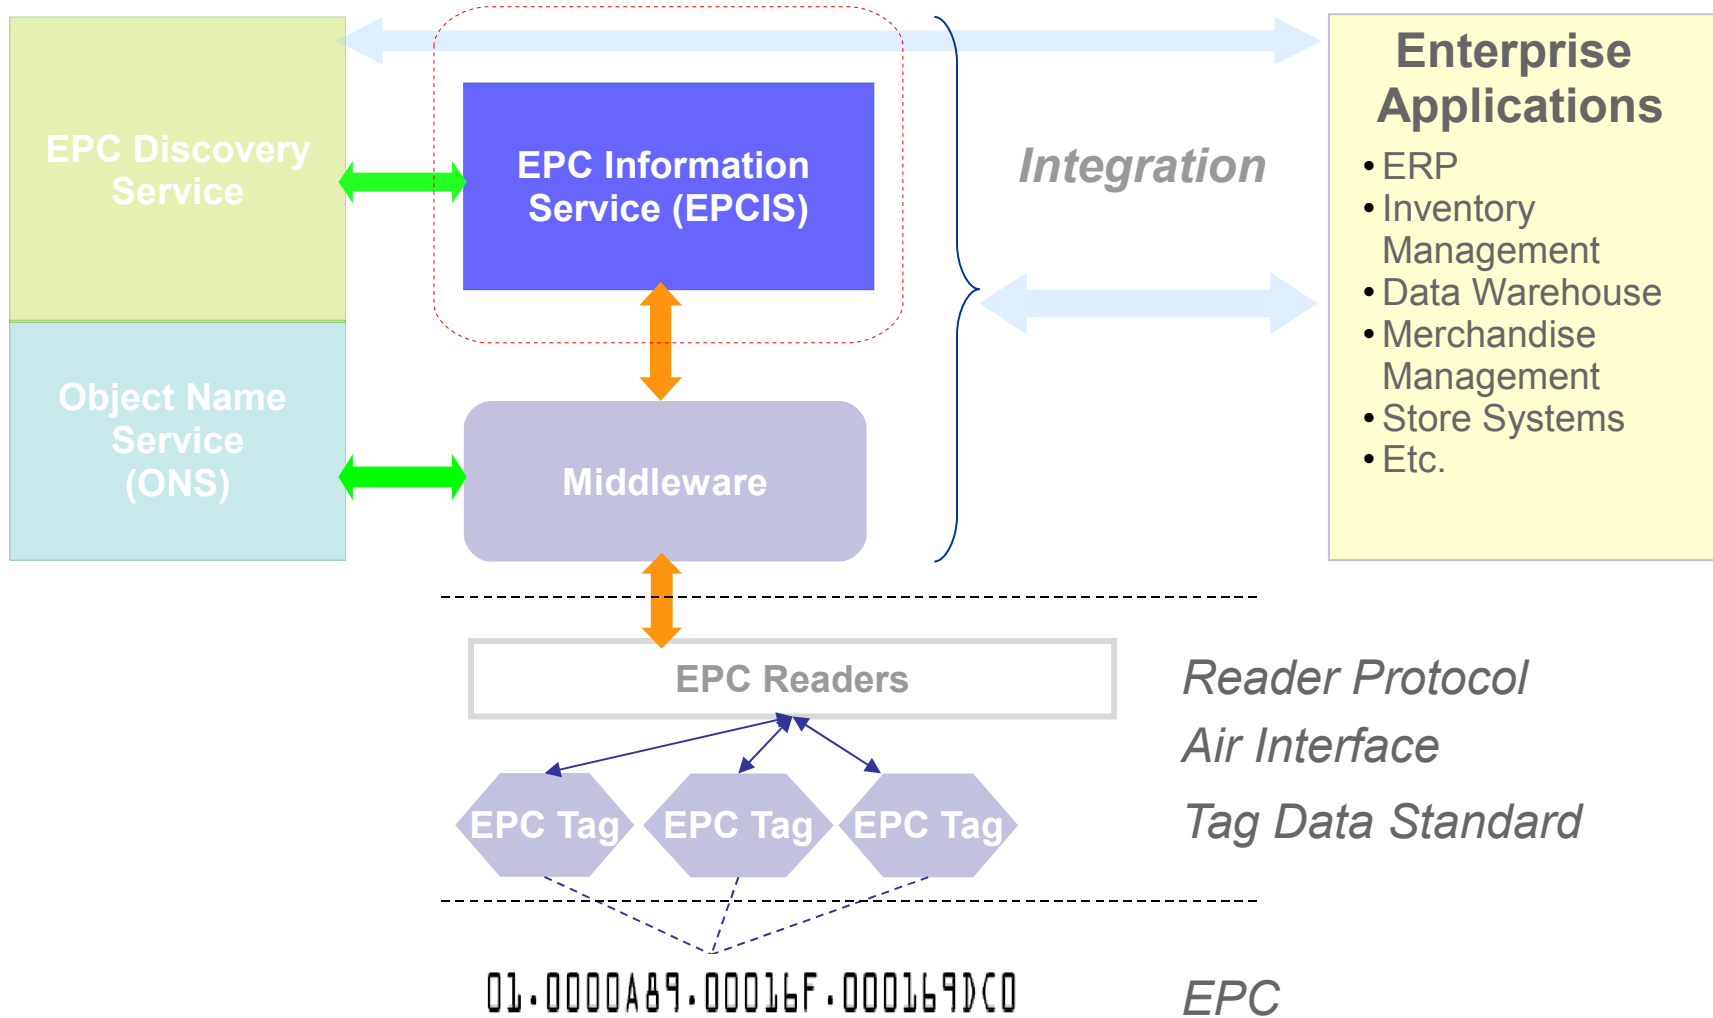 EPC Discovery
Service
EPC Information
Service (EPCIS)
Integration
Enterprise
Applications
• ERP
• Inventory
Management
• Data Warehouse
• Merchandise
Management
• Store Systems
• Etc.
Object Name
Service
(ONS)
Middleware
EPC Readers
Reader Protocol
Air Interface
EPC Tag
EPC Tag
EPC Tag
Tag Data Standard
01.0000A89.00016F.000169DC0
EPC